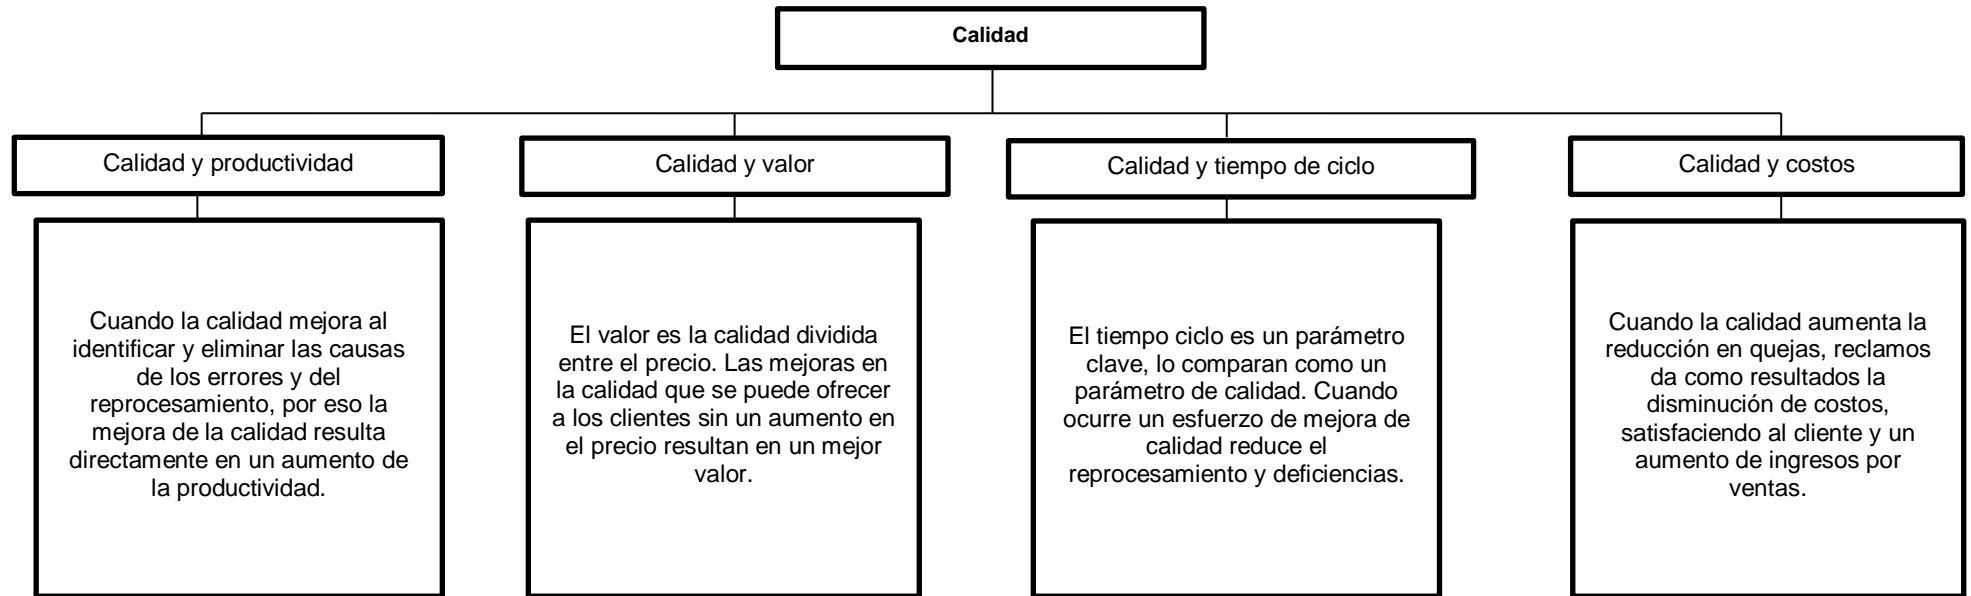 Calidad
Calidad y productividad
Calidad y valor
Calidad y tiempo de ciclo
Calidad y costos
Cuando la calidad mejora al
identificar y eliminar las causas
de los errores y del
reprocesamiento, por eso la
mejora de la calidad resulta
directamente en un aumento de
la productividad.
El valor es la calidad dividida
entre el precio. Las mejoras en
la calidad que se puede ofrecer
a los clientes sin un aumento en
el precio resultan en un mejor
valor.
El tiempo ciclo es un parámetro
clave, lo comparan como un
parámetro de calidad. Cuando
ocurre un esfuerzo de mejora de
calidad reduce el
reprocesamiento y deficiencias.
Cuando la calidad aumenta la
reducción en quejas, reclamos
da como resultados la
disminución de costos,
satisfaciendo al cliente y un
aumento de ingresos por
ventas.